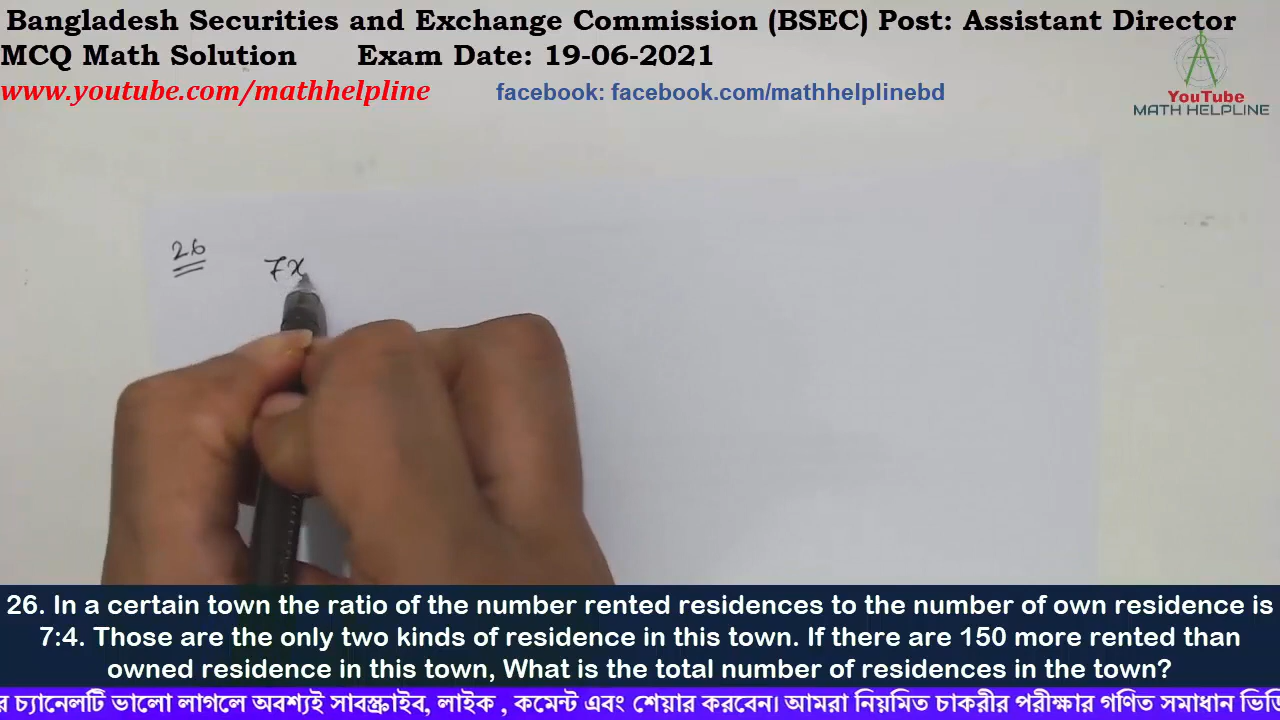 Bangladesh Securities and Exchange Commission (BSEC) Post: Assistant Director
MCQ Math Solution Exam Date: 19-06-2021
www.youtube.com/mathhelpline facebook: facebook.com/mathhelplinebd
YouTube
MATH HELPLINE
26
7x
26. In a certain town the ratio of the number rented residences to the number of own residence is
7:4. Those are the only two kinds of residence in this town. If there are 150 more rented than
owned residence in this town, What is the total number of residences in the town?
র চ্যানেলটি ভালো লাগলে অবশ্যই সাবস্ক্রাইব, লাইক , কমেন্ট এবং শেয়ার করবেন। আমরা নিয়মিত চাকরীর পরীক্ষার গণিত সমাধান ভিডি